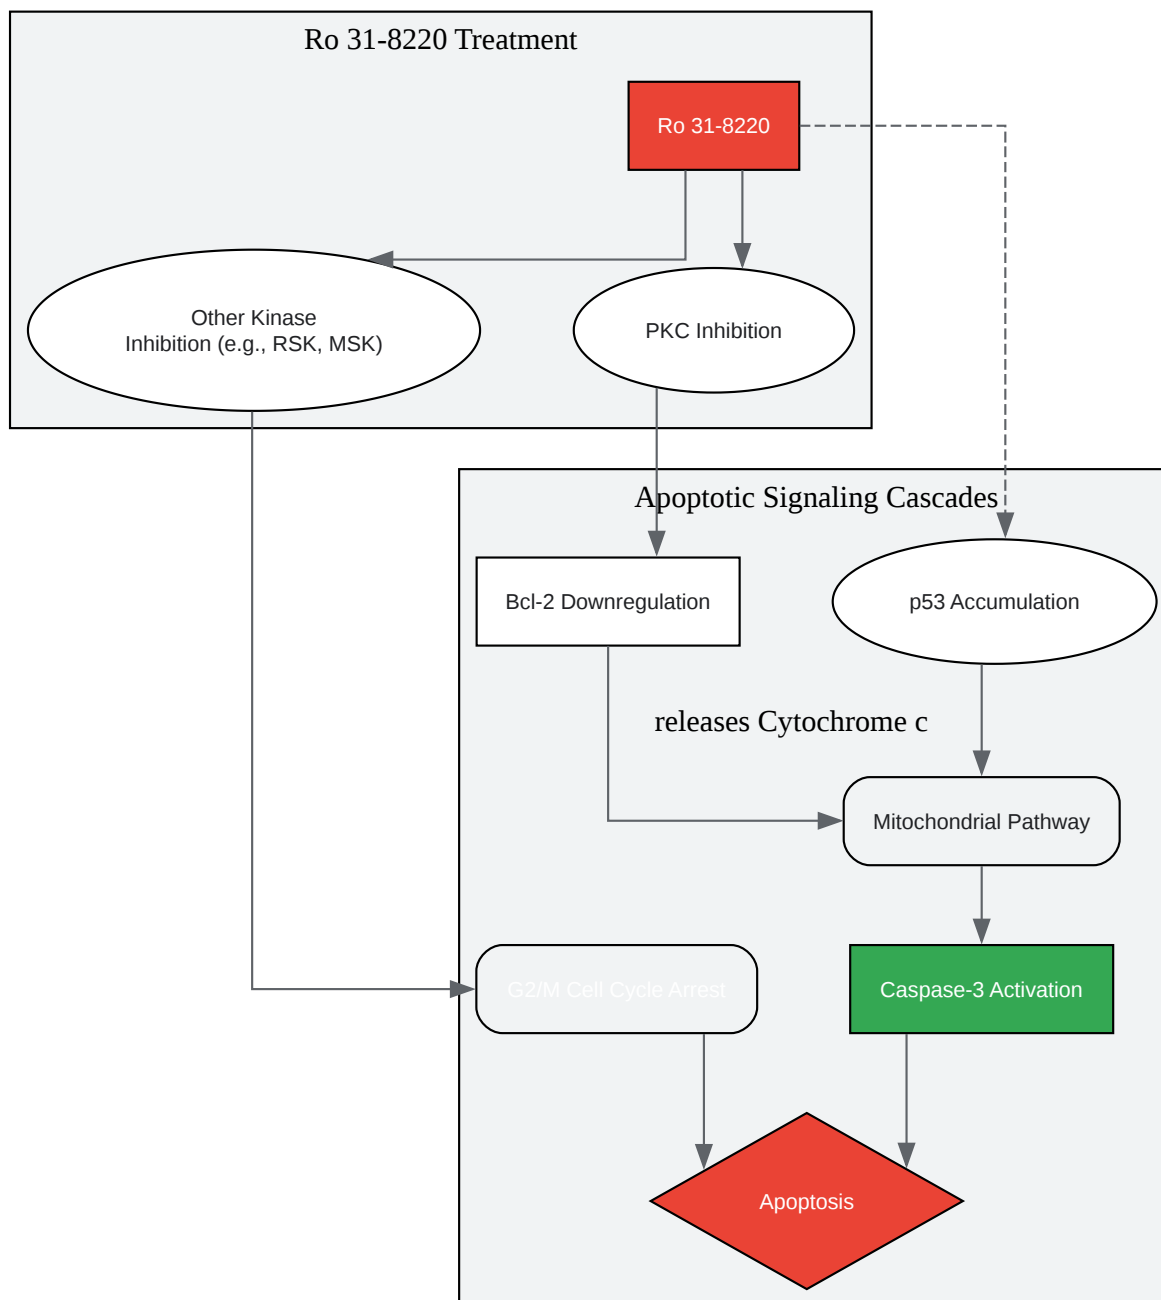 Ro 31-8220 Treatment
Ro 31-8220
Other Kinase
Inhibition (e.g., RSK, MSK)
PKC Inhibition
Apoptotic Signaling Cascades
Bcl-2 Downregulation
p53 Accumulation
releases Cytochrome c
Mitochondrial Pathway
G2/M Cell Cycle Arrest
Caspase-3 Activation
Apoptosis